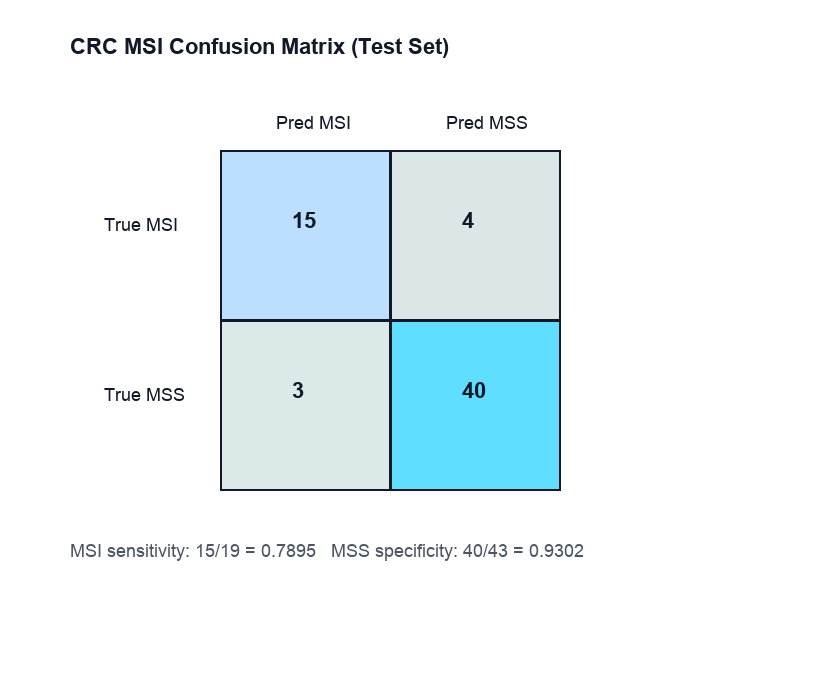 CRC MSI Confusion Matrix (Test Set)
Pred MSI Pred MSS
True MSI 15 4
True MSS 3 40
MSI sensitivity: 15/19 = 0.7895 MSS specificity: 40/43 = 0.9302